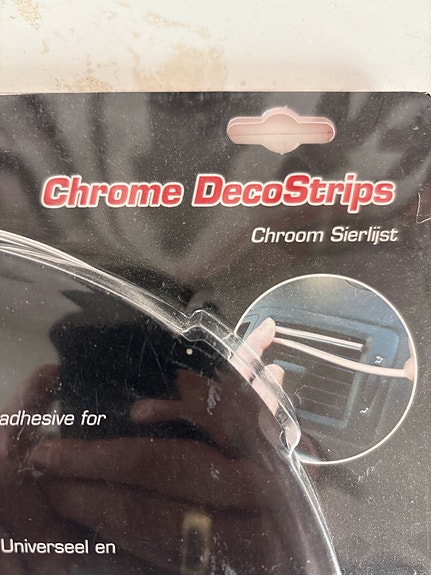 Chrome DecoStrips
Chroom Sierlijst
adhesive for
Universeel en